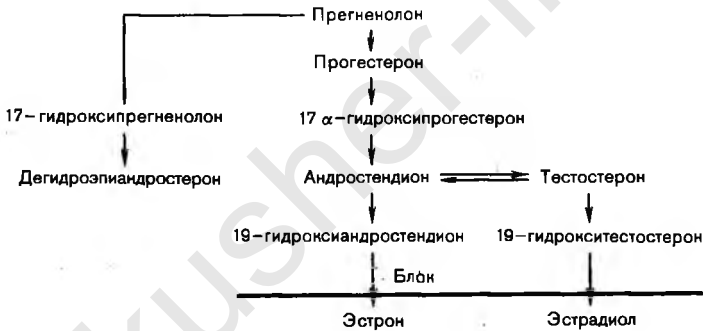 Прегненолон
Прогестерон
17-гидроксипрегненолон 17 α-гидроксипрогестерон
Дегидроэпиандростерон Андростендион Тестостерон
19-гидроксиандростендион 19-гидрокситестостерон
Блок
Эстрон Эстрадиол